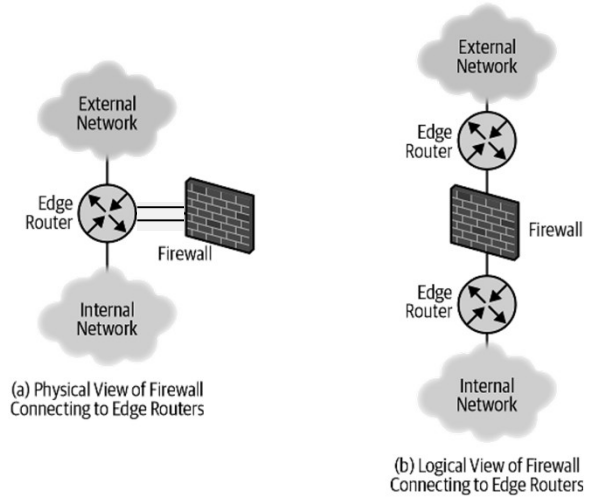 External
Network
Edge
Router
Firewall
Internal
Network
(a) Physical View of Firewall
Connecting to Edge Routers
External
Network
Edge
Router
Firewall
Edge
Router
Internal
Network
(b) Logical View of Firewall
Connecting to Edge Routers